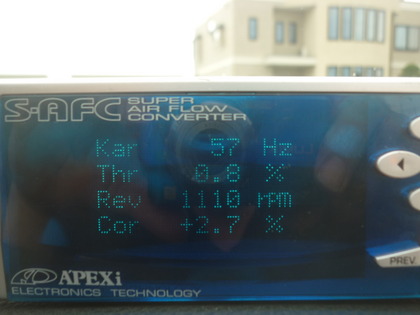 S-AFC SUPER
AIR FLOW
CONVERTER
Kar 57 Hz
Thr 0.8 %
Rev 1110 rpm
Cor +2.7 %
APEXi
ELECTRONICS TECHNOLOGY
PREV